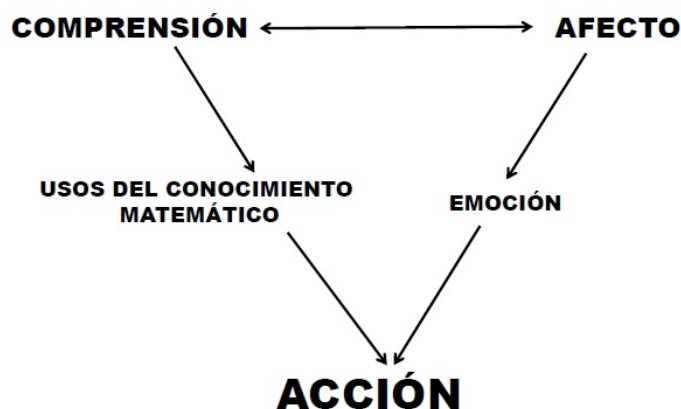 COMPRENSIÓN
AFECTO
USOS DEL CONOCIMIENTO
MATEMÁTICO
EMOCIÓN
ACCIÓN